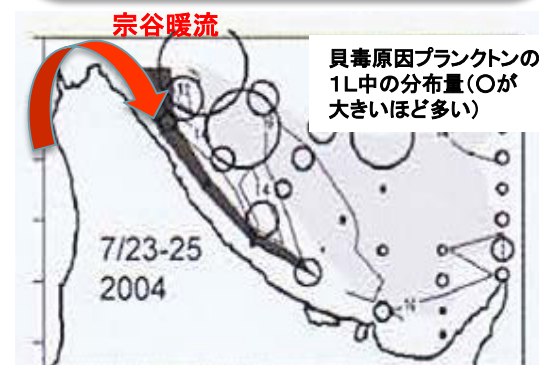 宗谷暖流
貝毒原因プランクトンの
1L中の分布量(○が
大きいほど多い)
14
7/23-25
2004